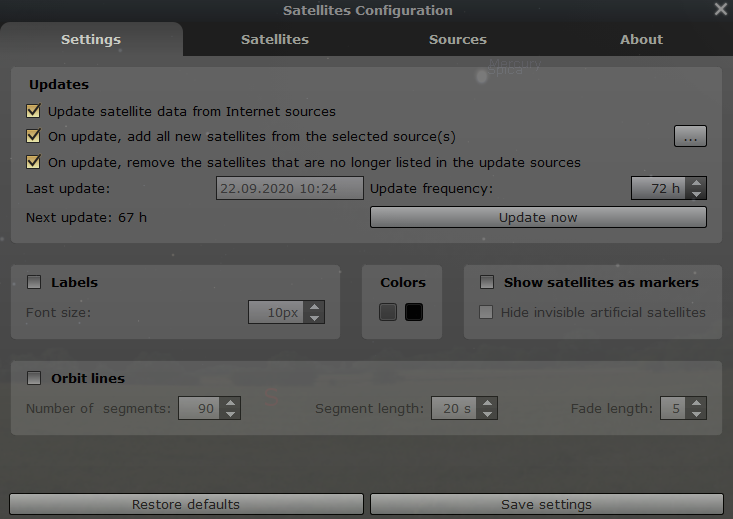 Satellites Configuration
Settings Satellites Sources About
Mercury
Spica
Updates
Update satellite data from Internet sources
On update, add all new satellites from the selected source(s) ...
On update, remove the satellites that are no longer listed in the update sources
Last update: 22.09.2020 10:24 Update frequency: 72 h
Next update: 67 h Update now
Labels Colors Show satellites as markers
Font size: 10px Hide invisible artificial satellites
Orbit lines
Number of segments: 90 Segment length: 20 s Fade length: 5
Restore defaults Save settings